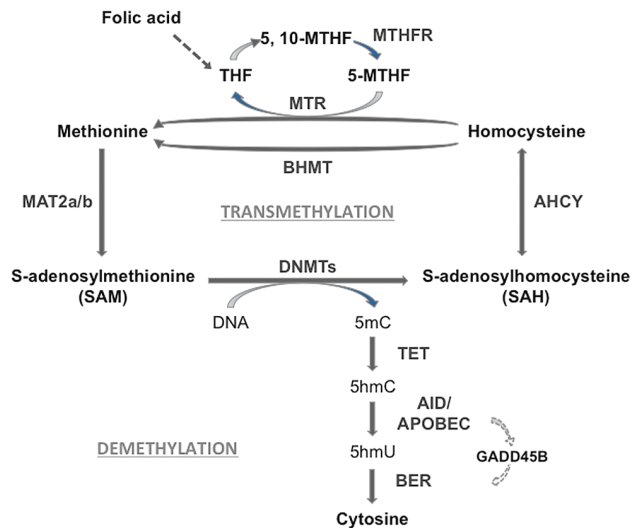 Folic acid
5, 10-MTHF
MTHFR
THF
5-MTHF
MTR
Methionine
Homocysteine
BHMT
MAT2a/b
TRANSMETHYLATION
AHCY
S-adenosylmethionine
(SAM)
DNMTs
S-adenosylhomocysteine
(SAH)
DNA
5mC
TET
5hmC
AID/
APOBEC
DEMETHYLATION
5hmU
GADD45B
BER
Cytosine